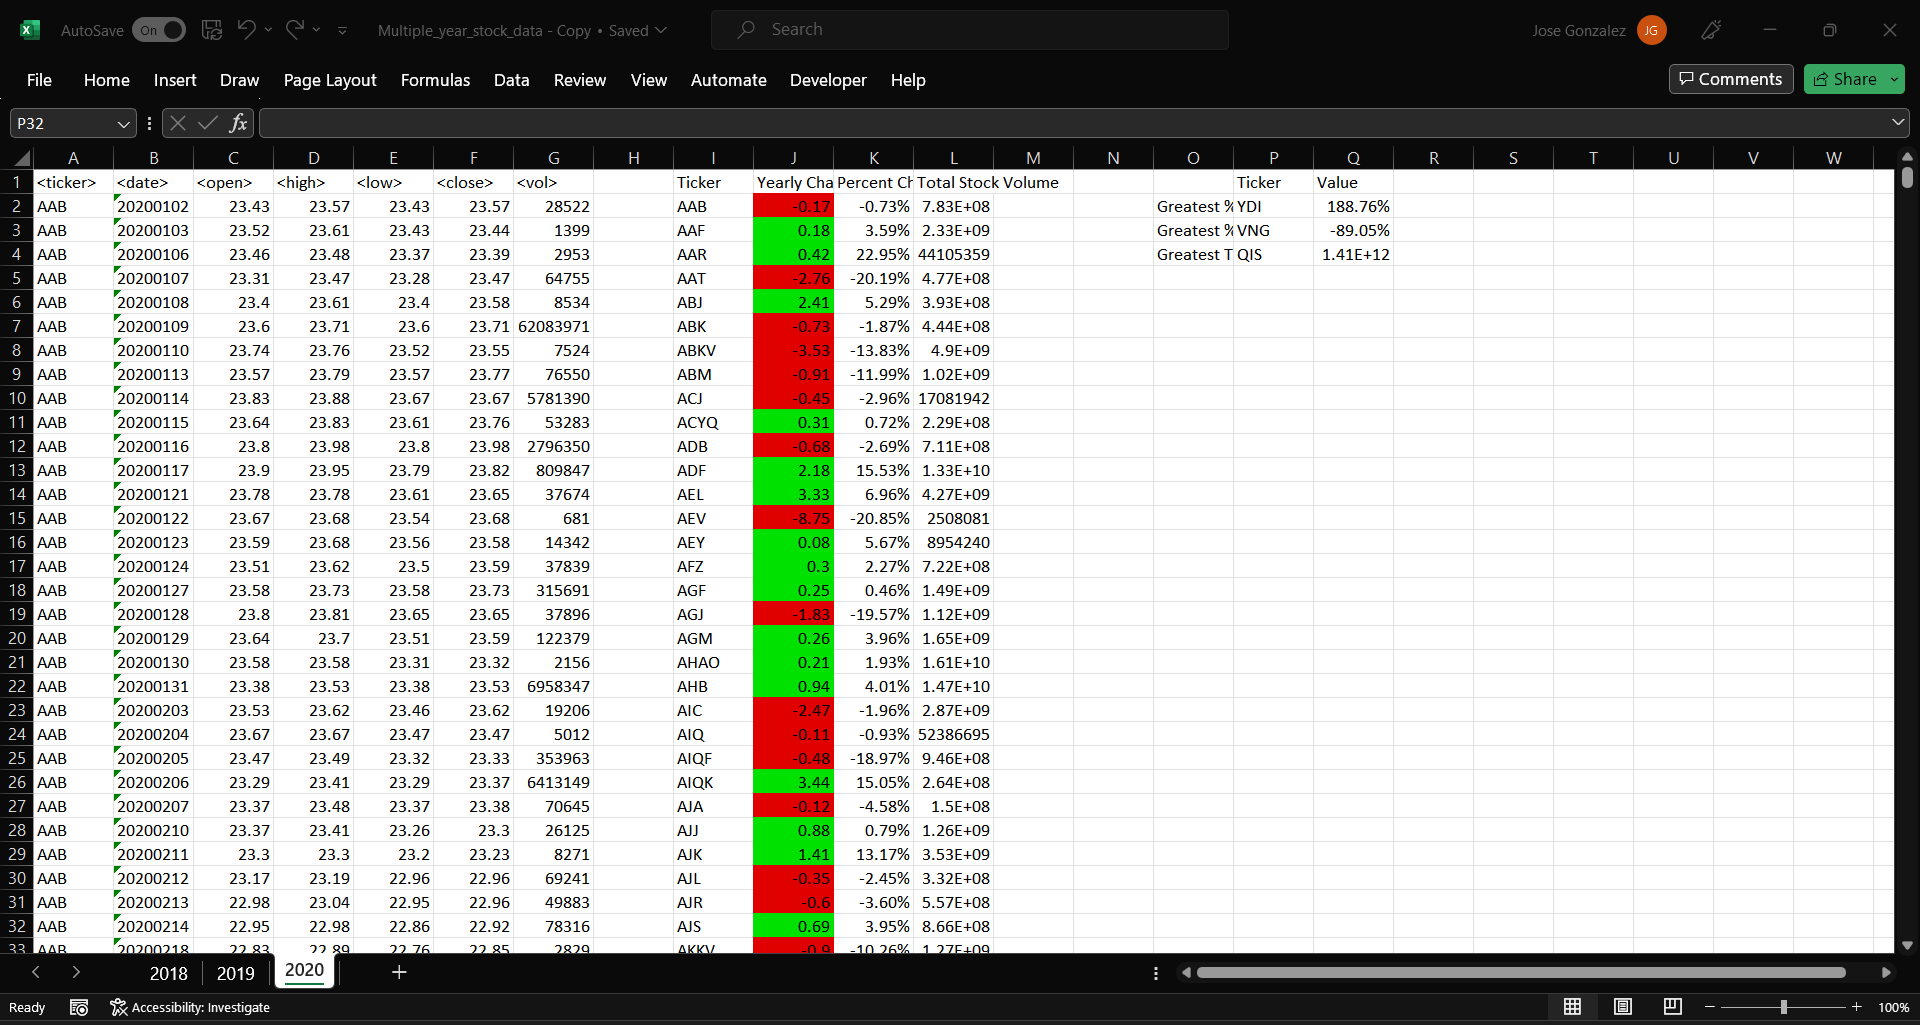 AutoSave On Multiple_year_stock_data - Copy • Saved Search Jose Gonzalez JG
File Home Insert Draw Page Layout Formulas Data Review View Automate Developer Help Comments Share
P32 fx
A B C D E F G H I J K L M N O P Q R S T U V W
1 <ticker> <date> <open> <high> <low> <close> <vol> Ticker Yearly Cha Percent Ch Total Stock Volume Ticker Value
2 AAB 20200102 23.43 23.57 23.43 23.57 28522 AAB -0.17 -0.73% 7.83E+08 Greatest % YDI 188.76%
3 AAB 20200103 23.52 23.61 23.43 23.44 1399 AAF 0.18 3.59% 2.33E+09 Greatest % VNG -89.05%
4 AAB 20200106 23.46 23.48 23.37 23.39 2953 AAR 0.42 22.95% 44105359 Greatest T QIS 1.41E+12
5 AAB 20200107 23.31 23.47 23.28 23.47 64755 AAT -2.76 -20.19% 4.77E+08
6 AAB 20200108 23.4 23.61 23.4 23.58 8534 ABJ 2.41 5.29% 3.93E+08
7 AAB 20200109 23.6 23.71 23.6 23.71 62083971 ABK -0.73 -1.87% 4.44E+08
8 AAB 20200110 23.74 23.76 23.52 23.55 7524 ABKV -3.53 -13.83% 4.9E+09
9 AAB 20200113 23.57 23.79 23.57 23.77 76550 ABM -0.91 -11.99% 1.02E+09
10 AAB 20200114 23.83 23.88 23.67 23.67 5781390 ACJ -0.45 -2.96% 17081942
11 AAB 20200115 23.64 23.83 23.61 23.76 53283 ACYQ 0.31 0.72% 2.29E+08
12 AAB 20200116 23.8 23.98 23.8 23.98 2796350 ADB -0.68 -2.69% 7.11E+08
13 AAB 20200117 23.9 23.95 23.79 23.82 809847 ADF 2.18 15.53% 1.33E+10
14 AAB 20200121 23.78 23.78 23.61 23.65 37674 AEL 3.33 6.96% 4.27E+09
15 AAB 20200122 23.67 23.68 23.54 23.68 681 AEV -8.75 -20.85% 2508081
16 AAB 20200123 23.59 23.68 23.56 23.58 14342 AEY 0.08 5.67% 8954240
17 AAB 20200124 23.51 23.62 23.5 23.59 37839 AFZ 0.3 2.27% 7.22E+08
18 AAB 20200127 23.58 23.73 23.58 23.73 315691 AGF 0.25 0.46% 1.49E+09
19 AAB 20200128 23.8 23.81 23.65 23.65 37896 AGJ -1.83 -19.57% 1.12E+09
20 AAB 20200129 23.64 23.7 23.51 23.59 122379 AGM 0.26 3.96% 1.65E+09
21 AAB 20200130 23.58 23.58 23.31 23.32 2156 AHAO 0.21 1.93% 1.61E+10
22 AAB 20200131 23.38 23.53 23.38 23.53 6958347 AHB 0.94 4.01% 1.47E+10
23 AAB 20200203 23.53 23.62 23.46 23.62 19206 AIC -2.47 -1.96% 2.87E+09
24 AAB 20200204 23.67 23.67 23.47 23.47 5012 AIQ -0.11 -0.93% 52386695
25 AAB 20200205 23.47 23.49 23.32 23.33 353963 AIQF -0.48 -18.97% 9.46E+08
26 AAB 20200206 23.29 23.41 23.29 23.37 6413149 AIQK 3.44 15.05% 2.64E+08
27 AAB 20200207 23.37 23.48 23.37 23.38 70645 AJA -0.12 -4.58% 1.5E+08
28 AAB 20200210 23.37 23.41 23.26 23.3 26125 AJJ 0.88 0.79% 1.26E+09
29 AAB 20200211 23.3 23.3 23.2 23.23 8271 AJK 1.41 13.17% 3.53E+09
30 AAB 20200212 23.17 23.19 22.96 22.96 69241 AJL -0.35 -2.45% 3.32E+08
31 AAB 20200213 22.98 23.04 22.95 22.96 49883 AJR -0.6 -3.60% 5.57E+08
32 AAB 20200214 22.95 22.98 22.86 22.92 78316 AJS 0.69 3.95% 8.66E+08
33 AAB 20200218 22.83 22.89 22.76 22.85 2829 AKKV -0.9 -10.26% 1.27E+09
2018 2019 2020
Ready Accessibility: Investigate 100%